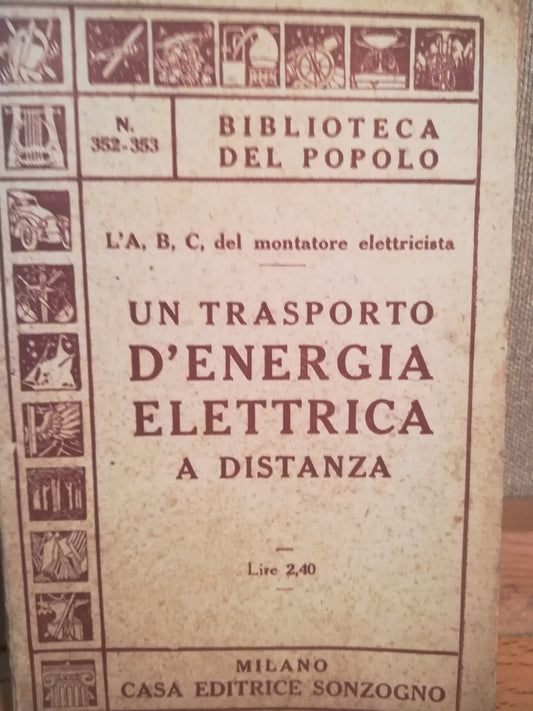 N.
352-353
BIBLIOTECA
DEL POPOLO
L'A, B, C, del montatore elettricista
UN TRASPORTO
D'ENERGIA
ELETTRICA
A DISTANZA
Lire 2,40
MILANO
CASA EDITRICE SONZOGNO